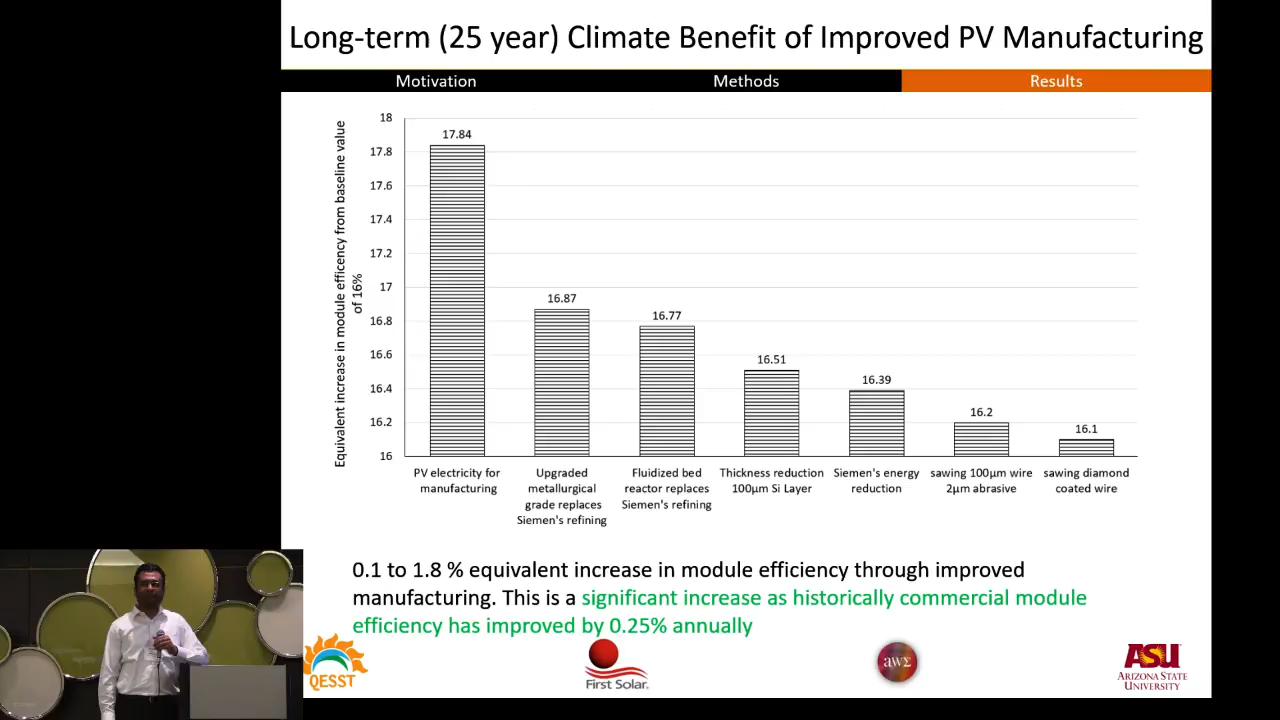 Long-term (25 year) Climate Benefit of Improved PV Manufacturing
Motivation
Methods
Results
Equivalent increase in module efficency from baseline value
of 16%
18
17.8
17.6
17.4
17.2
17
16.8
16.6
16.4
16.2
16
17.84
16.87
16.77
16.51
16.39
16.2
16.1
PV electricity for
manufacturing
Upgraded
metallurgical
grade replaces
Siemen's refining
Fluidized bed
reactor replaces
Siemen's refining
Thickness reduction
100µm Si Layer
Siemen's energy
reduction
sawing 100µm wire
2µm abrasive
sawing diamond
coated wire
0.1 to 1.8 % equivalent increase in module efficiency through improved
manufacturing. This is a significant increase as historically commercial module
efficiency has improved by 0.25% annually
QESST
First Solar.
awΣ
ASU
ARIZONA STATE
UNIVERSITY